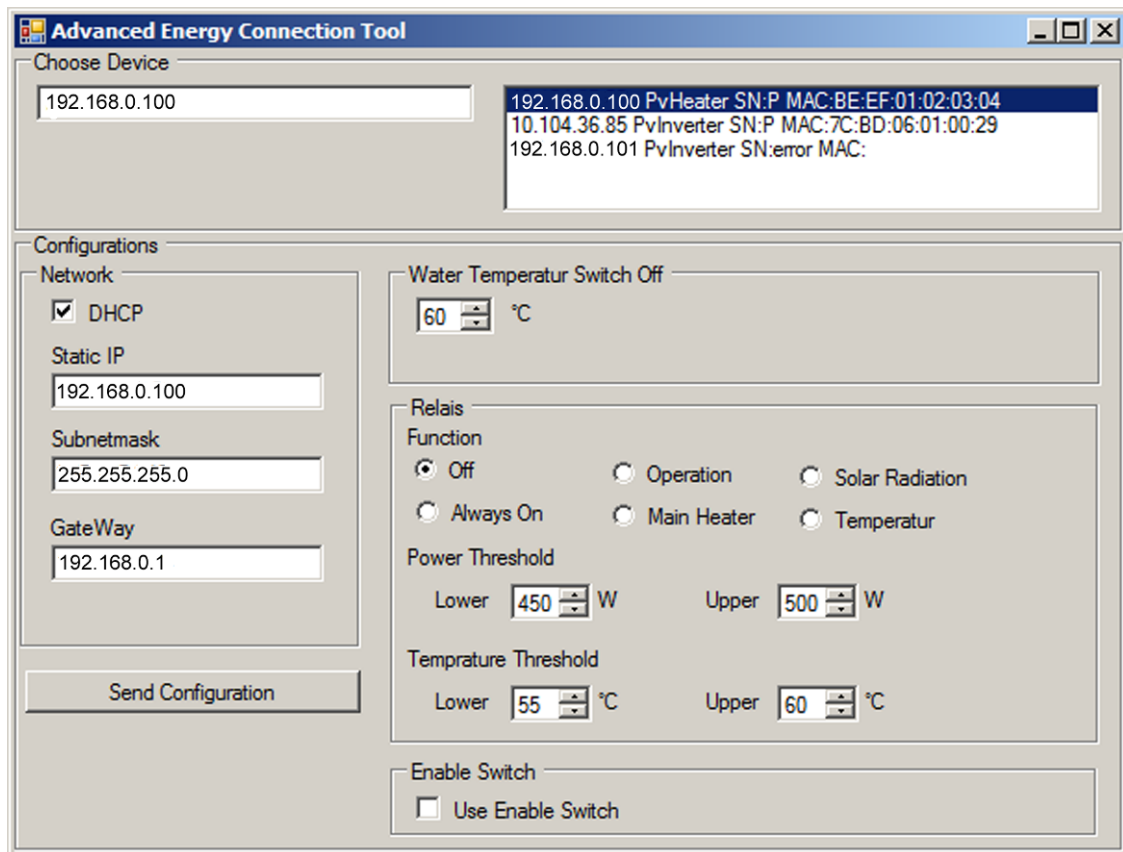 Advanced Energy Connection Tool
Choose Device
192.168.0.100
192.168.0.100 PvHeater SN:P MAC:BE:EF:01:02:03:04
10.104.36.85 PvInverter SN:P MAC:7C:BD:06:01:00:29
192.168.0.101 PvInverter SN:error MAC:
Configurations
Network
DHCP
Static IP
192.168.0.100
Subnetmask
255.255.255.0
GateWay
192.168.0.1
Send Configuration
Water Temperatur Switch Off
60 °C
Relais
Function
Off Operation Solar Radiation
Always On Main Heater Temperatur
Power Threshold
Lower 450 W Upper 500 W
Temprature Threshold
Lower 55 °C Upper 60 °C
Enable Switch
Use Enable Switch